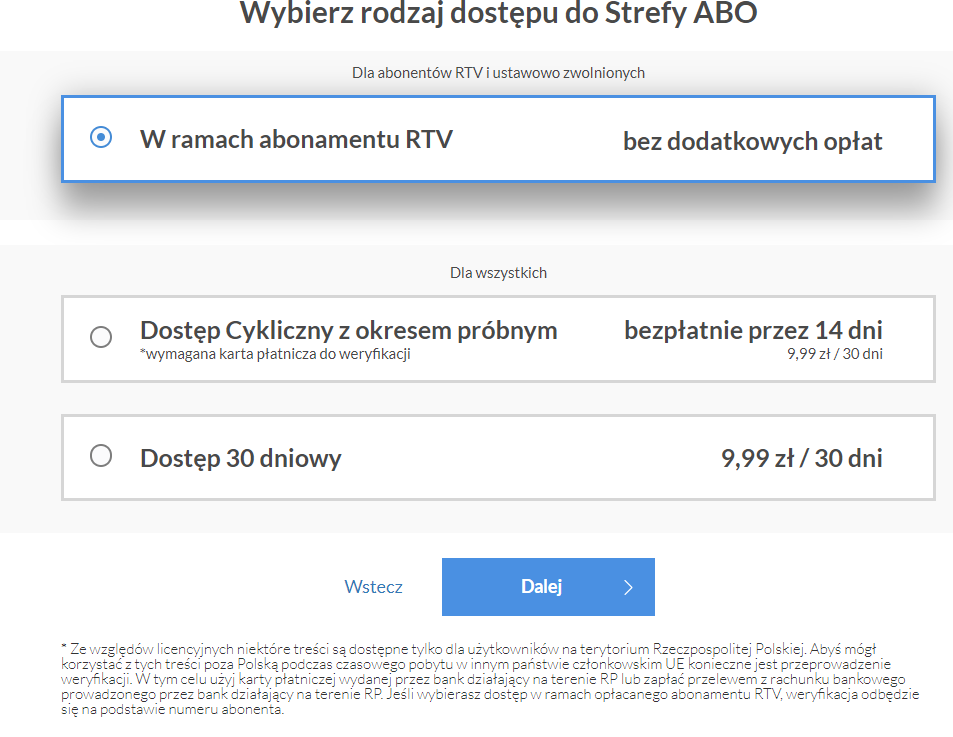 Wybierz rodzaj dostępu do Strefy ABO
Dla abonentów RTV i ustawowo zwolnionych
W ramach abonamentu RTV
bez dodatkowych opłat
Dla wszystkich
Dostęp Cykliczny z okresem próbnym
bezpłatnie przez 14 dni
*wymagana karta płatnicza do weryfikacji
9,99 zł / 30 dni
Dostęp 30 dniowy
9,99 zł / 30 dni
Wstecz
Dalej
* Ze względów licencyjnych niektóre treści są dostępne tylko dla użytkowników na terytorium Rzeczpospolitej Polskiej. Abyś mógł
korzystać z tych treści poza Polską podczas czasowego pobytu w innym państwie członkowskim UE konieczne jest przeprowadzenie
weryfikacji. W tym celu użyj karty płatniczej wydanej przez bank działający na terenie RP lub zapłać przelewem z rachunku bankowego
prowadzonego przez bank działający na terenie RP. Jeśli wybierasz dostęp w ramach opłacanego abonamentu RTV, weryfikacja odbędzie
się na podstawie numeru abonenta.